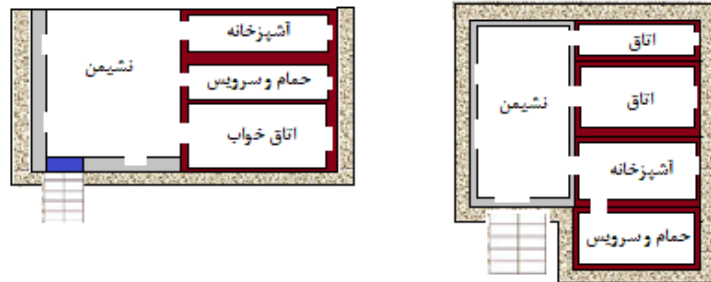 آشپزخانه
نشیمن
حمام و سرویس
اتاق خواب
اتاق
نشیمن
اتاق
آشپزخانه
حمام و سرویس